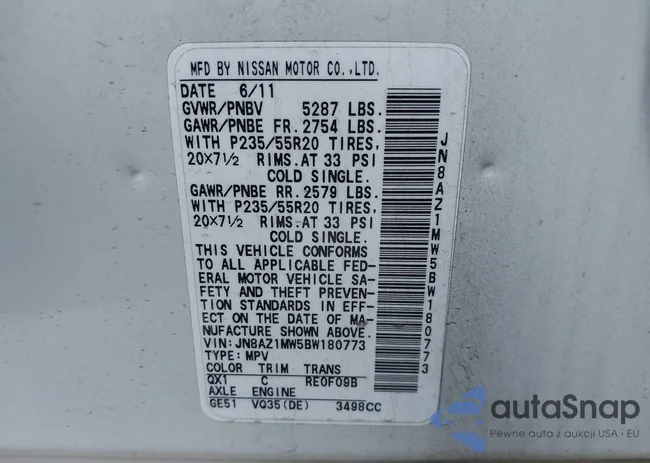 MFD BY NISSAN MOTOR CO.,LTD.
DATE 6/11
GVWR/PNBV 5287 LBS.
GAWR/PNBE FR. 2754 LBS.
WITH P235/55R20 TIRES,
20X7½ RIMS.AT 33 PSI
COLD SINGLE.
GAWR/PNBE RR. 2579 LBS.
WITH P235/55R20 TIRES,
20X7½ RIMS.AT 33 PSI
COLD SINGLE.
THIS VEHICLE CONFORMS
TO ALL APPLICABLE FED-
ERAL MOTOR VEHICLE SA-
FETY AND THEFT PREVEN-
TION STANDARDS IN EFF-
ECT ON THE DATE OF MA-
NUFACTURE SHOWN ABOVE.
VIN: JN8AZ1MW5BW180773
TYPE: MPV
COLOR TRIM TRANS
QX1 C RE0F09B
AXLE ENGINE
GE51 VQ35(DE) 3498CC
JN8AZ1MW5BW180773
autoSnap
Pewne auta z aukcji USA i EU